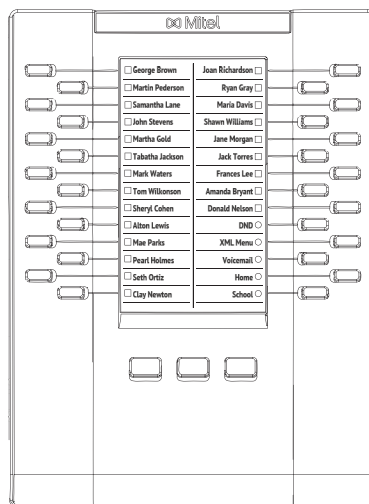 Mitel
George Brown
Martin Pederson
Samantha Lane
John Stevens
Martha Gold
Tabatha Jackson
Mark Waters
Tom Wilkonson
Sheryl Cohen
Alton Lewis
Mae Parks
Pearl Holmes
Seth Ortiz
Clay Newton
Joan Richardson
Ryan Gray
Maria Davis
Shawn Williams
Jane Morgan
Jack Torres
Frances Lee
Amanda Bryant
Donald Nelson
DND
XML Menu
Voicemail
Home
School